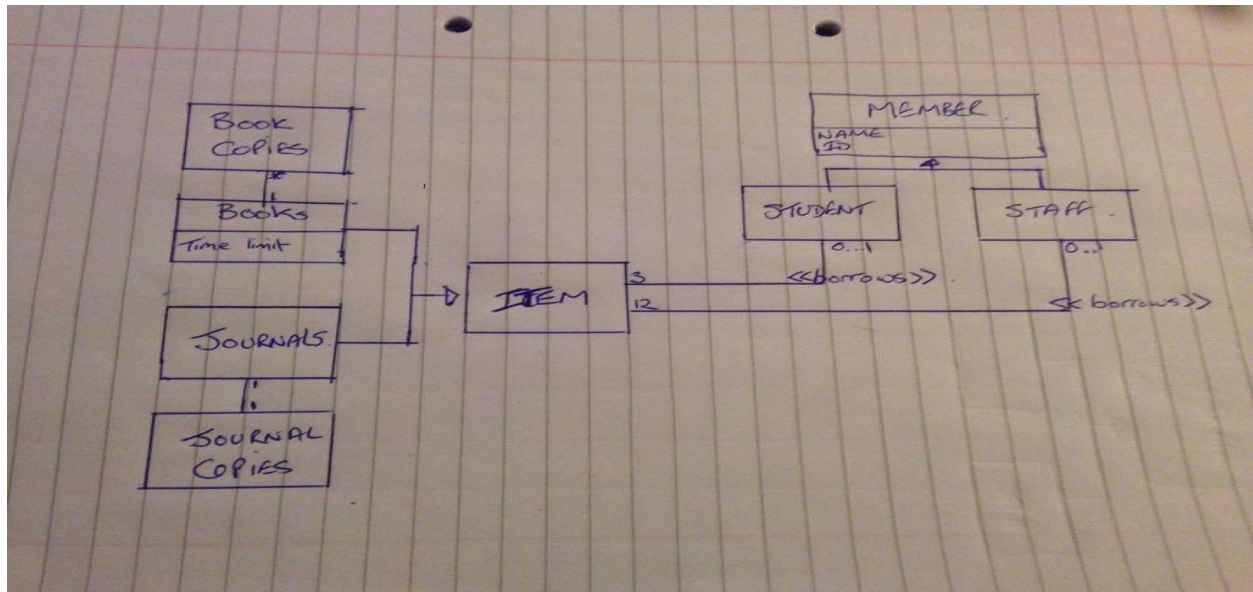 Book
COPIES
*
1
Books
Time limit
JOURNALS.
JOURNAL
COPIES
ITEM
3
12
MEMBER.
NAME
ID
STUDENT
STAFF.
0...1
0..
<<borrows>>
<<borrows>>